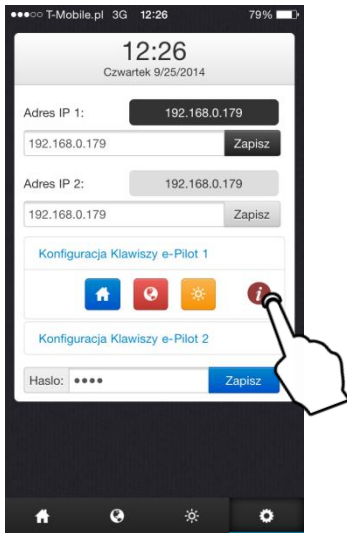 T-Mobile.pl 3G 12:26 79%
12:26
Czwartek 9/25/2014
Adres IP 1: 192.168.0.179
192.168.0.179 Zapisz
Adres IP 2: 192.168.0.179
192.168.0.179 Zapisz
Konfiguracja Klawiszy e-Pilot 1
i
Konfiguracja Klawiszy e-Pilot 2
Haslo: •••• Zapisz